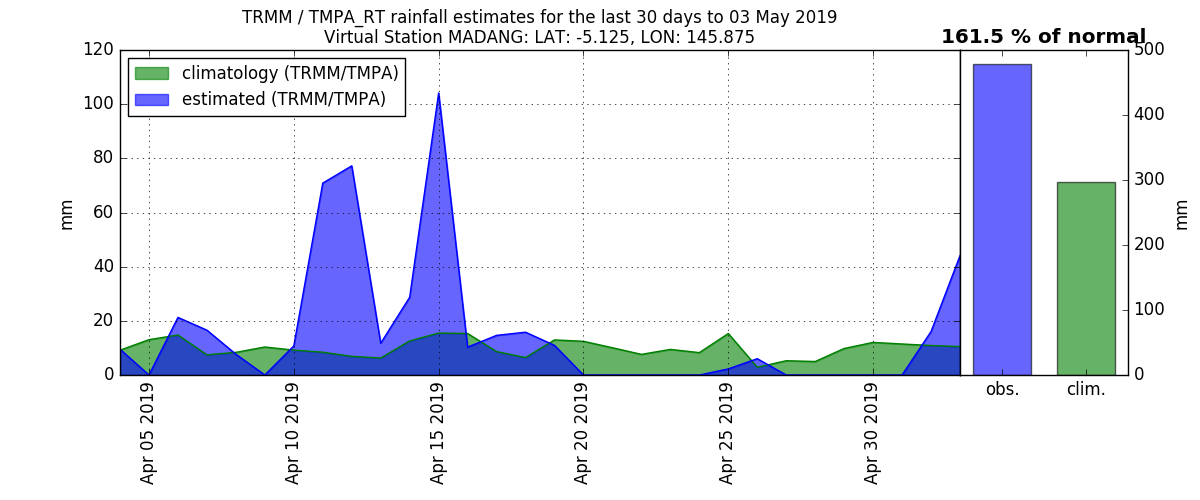 TRMM / TMPA_RT rainfall estimates for the last 30 days to 03 May 2019
Virtual Station MADANG: LAT: -5.125, LON: 145.875
161.5 % of normal
climatology (TRMM/TMPA)
estimated (TRMM/TMPA)
120
100
80
60
40
20
0
mm
Apr 05 2019
Apr 10 2019
Apr 15 2019
Apr 20 2019
Apr 25 2019
Apr 30 2019
500
400
300
200
100
0
mm
obs.
clim.